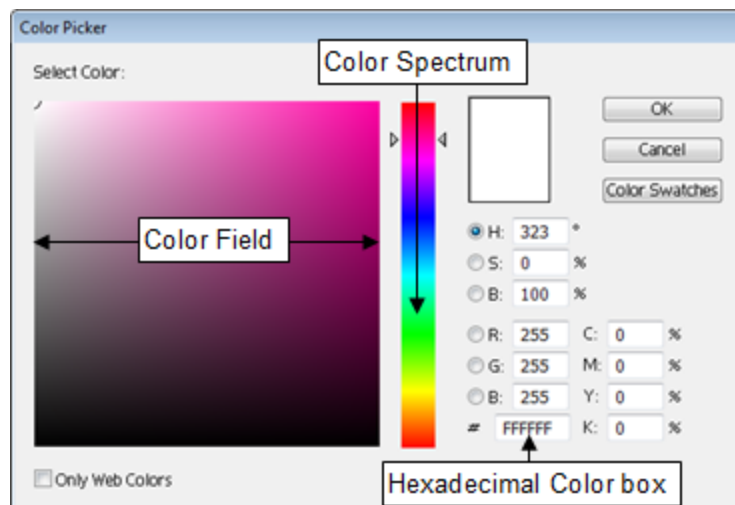 Color Picker
Select Color:
Color Spectrum
OK
Cancel
Color Swatches
Color Field
H: 323 °
S: 0 %
B: 100 %
R: 255 C: 0 %
G: 255 M: 0 %
B: 255 Y: 0 %
# FFFFFF K: 0 %
Only Web Colors
Hexadecimal Color box